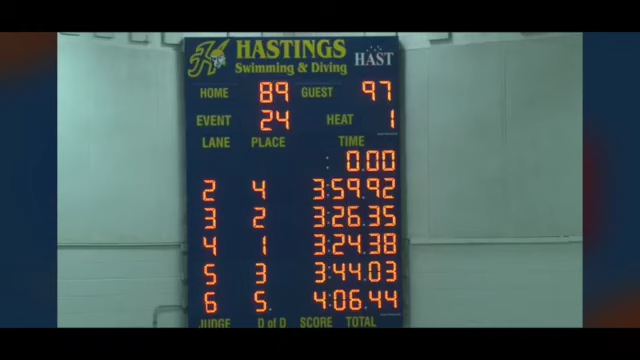 H HASTINGS
Swimming & Diving HAST
HOME 89 GUEST 97
EVENT 24 HEAT 1
LANE PLACE TIME
: 0.00
2 4 3:59.92
3 2 3:26.35
4 1 3:24.38
5 3 3:44.03
6 5. 4:06.44
JUDGE D of D SCORE TOTAL